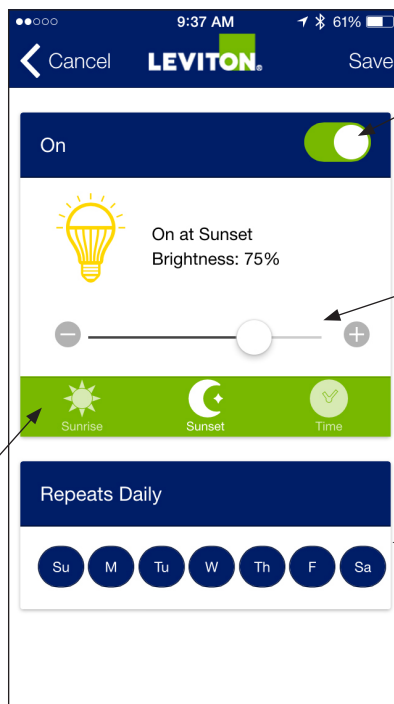 9:37 AM 61%
Cancel LEVITON® Save
On
On at Sunset
Brightness: 75%
Sunrise Sunset Time
Repeats Daily
Su M Tu W Th F Sa